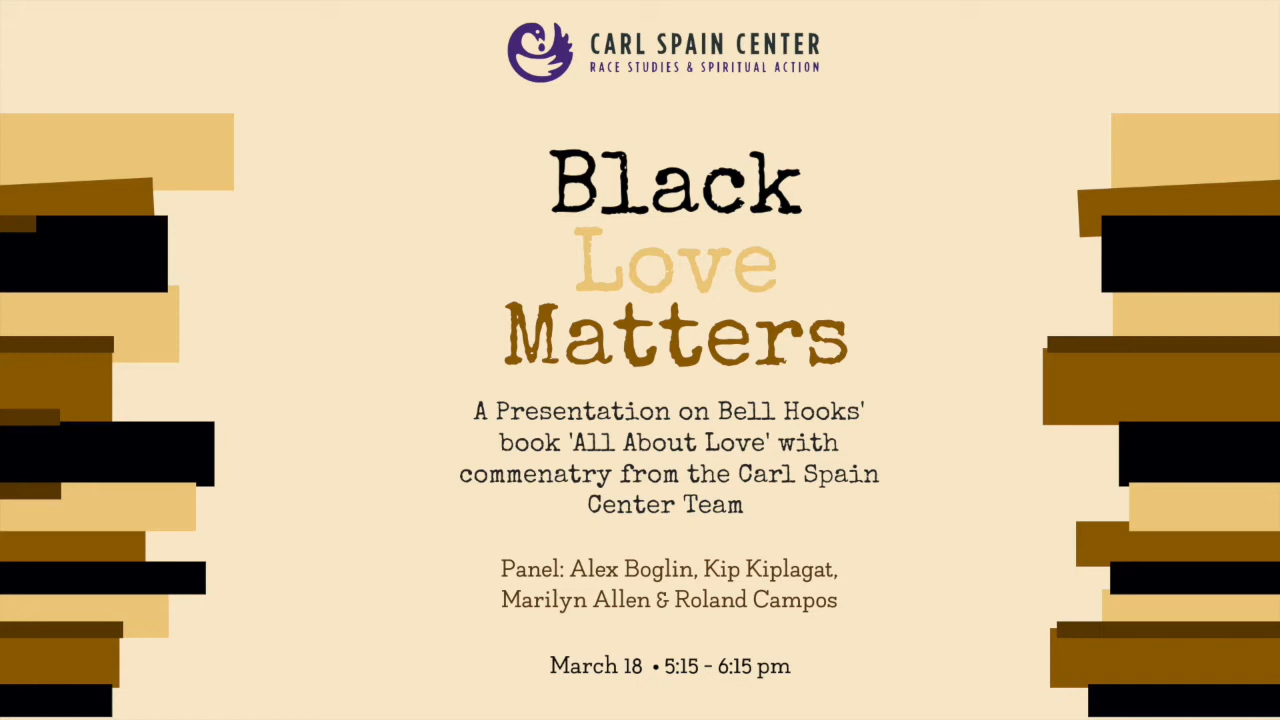 CARL SPAIN CENTER
RACE STUDIES & SPIRITUAL ACTION
Black
Love
Matters
A Presentation on Bell Hooks'
book 'All About Love' with
commenatry from the Carl Spain
Center Team
Panel: Alex Boglin, Kip Kiplagat,
Marilyn Allen & Roland Campos
March 18 • 5:15 - 6:15 pm